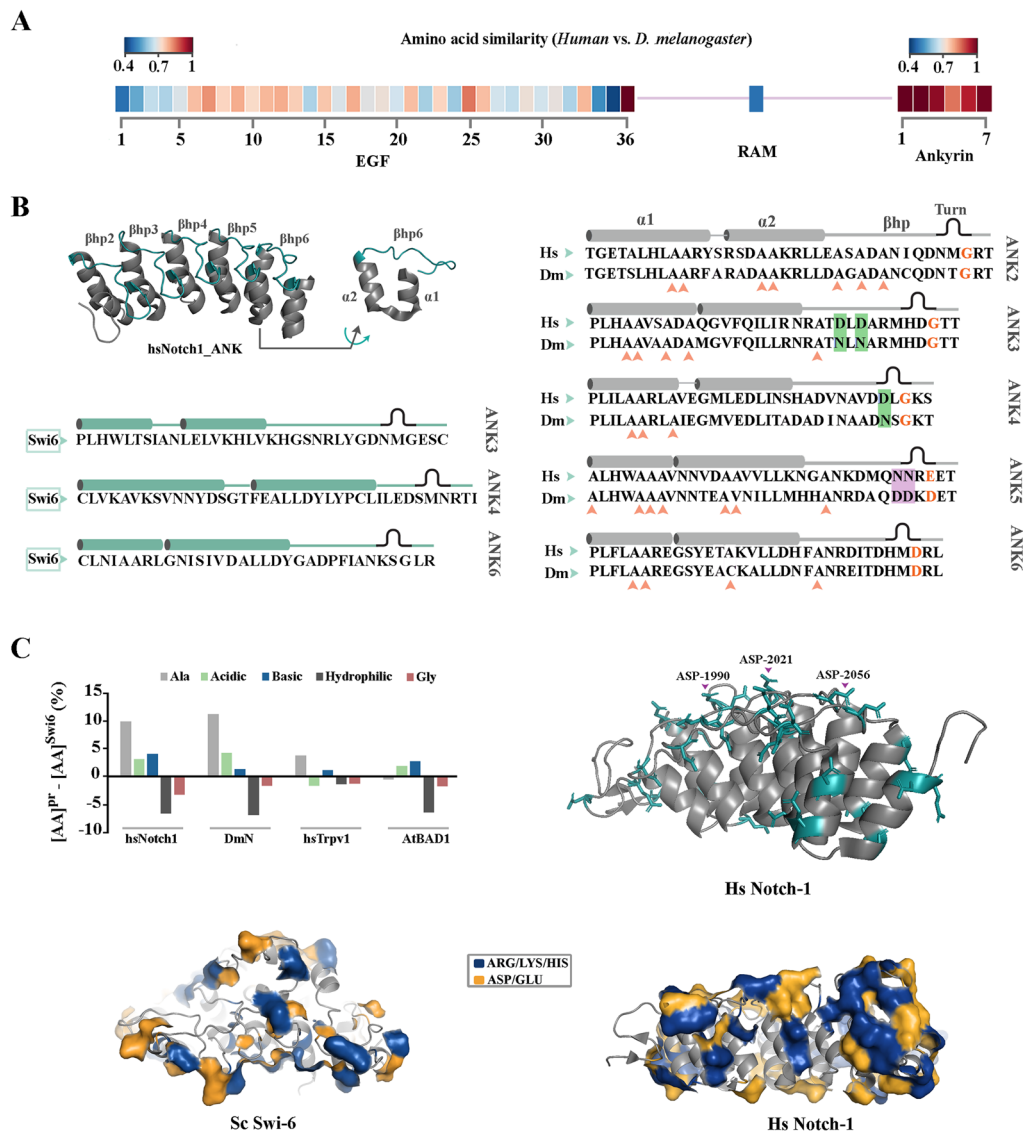 A
Amino acid similarity (Human vs. D. melanogaster)
0.4 0.7 1
0.4 0.7 1
1 5 10 15 20 25 30 36
EGF
RAM
1 7
Ankyrin
B
βhp2 βhp3 βhp4 βhp5 βhp6
βhp6
α2 α1
hsNotch1_ANK
Swi6 PLHWLTSIANLELVKHLVKHGSNRLYGDNMGESC
ANK3
Swi6 CLVKAVKSVNNYDSGTFEALLDYLYPCLILEDSMNRTI
ANK4
Swi6 CLNIAARLGNISIVDALLDYGADPFIANKSGLR
ANK6
α1 α2 βhp Turn
Hs TGETALHLAARYSRSDAAKRLLEASADANIQDNMGRT
Dm TGETSLHLAARFARADAAKRLLDAGADANCQDNTGRT
ANK2
Hs PLHAAVSADAQGVFQILIRNRATDLDARMHDGTT
Dm PLHAAVAADAMGVFQILLRNRATNLNARMHDGTT
ANK3
Hs PLILAARLAVEGMLEDLINSHADVNAVDDLGKS
Dm PLILAARLAIEGMVEDLITADADINAADNSGKT
ANK4
Hs ALHWAAAVNNVDAAVVLLKNGANKDMQNNREET
Dm ALHWAAAVNNTEAVNILLMHHANRDAQDDKDET
ANK5
Hs PLFLAAREGSYETAKVLLDHFANRDITDHMDRL
Dm PLFLAAREGSYEACKALLDNFANREITDHMDRL
ANK6
C
Ala Acidic Basic Hydrophilic Gly
[AA]pr - [AA]Swi6 (%)
15
10
5
0
-5
-10
hsNotch1 DmN hsTrpv1 AtBAD1
ASP-1990 ASP-2021 ASP-2056
Hs Notch-1
ARG/LYS/HIS
ASP/GLU
Sc Swi-6
Hs Notch-1